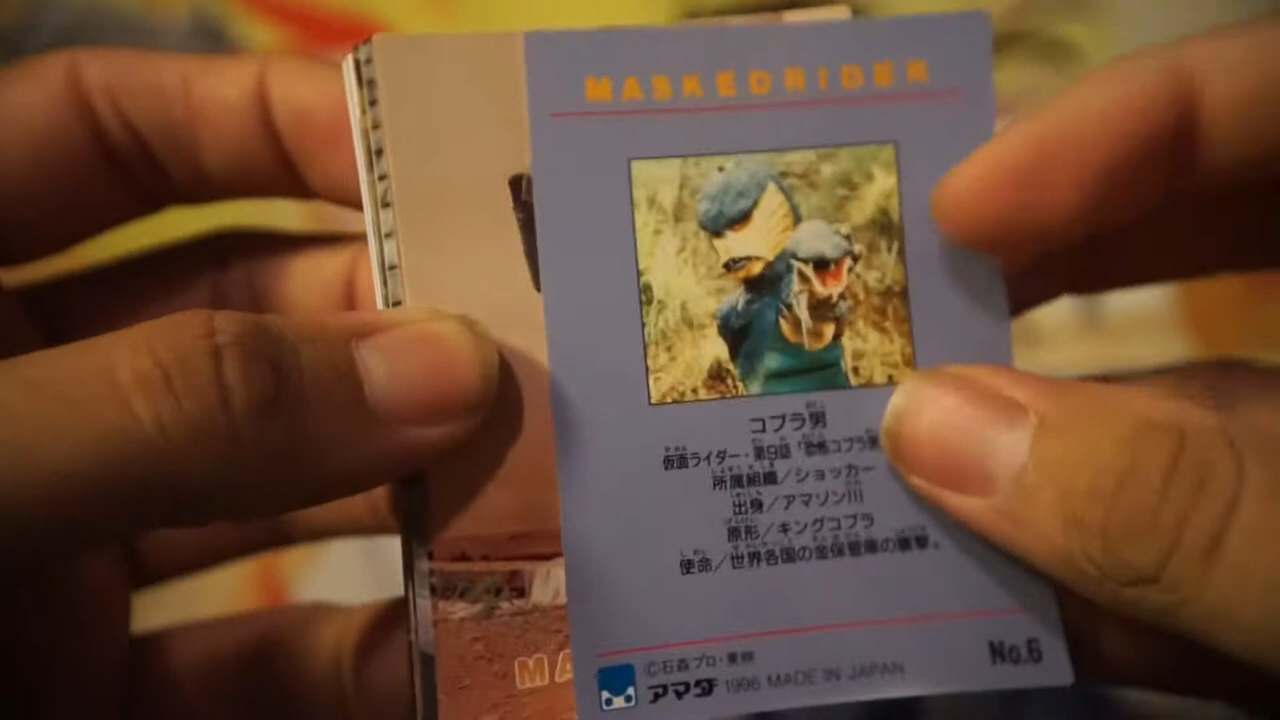 MASKEDRIDER
コブラ男
仮面ライダー・第9話「恐怖コブラ男
所属組織/ショッカー
出身/アマゾン川
原形/キングコブラ
使命/世界各国の金保管庫の襲撃。
MA
©石森プロ・東映
アマダ 1996 MADE IN JAPAN
No.6